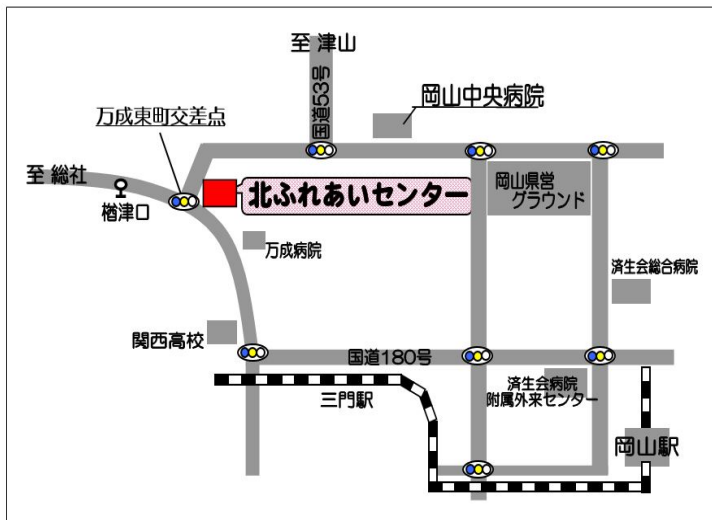 至 津山
国道53号
岡山中央病院
万成東町交差点
至 総社
楢津口
北ふれあいセンター
岡山県営
グラウンド
万成病院
済生会総合病院
関西高校
国道180号
三門駅
済生会病院
附属外来センター
岡山駅